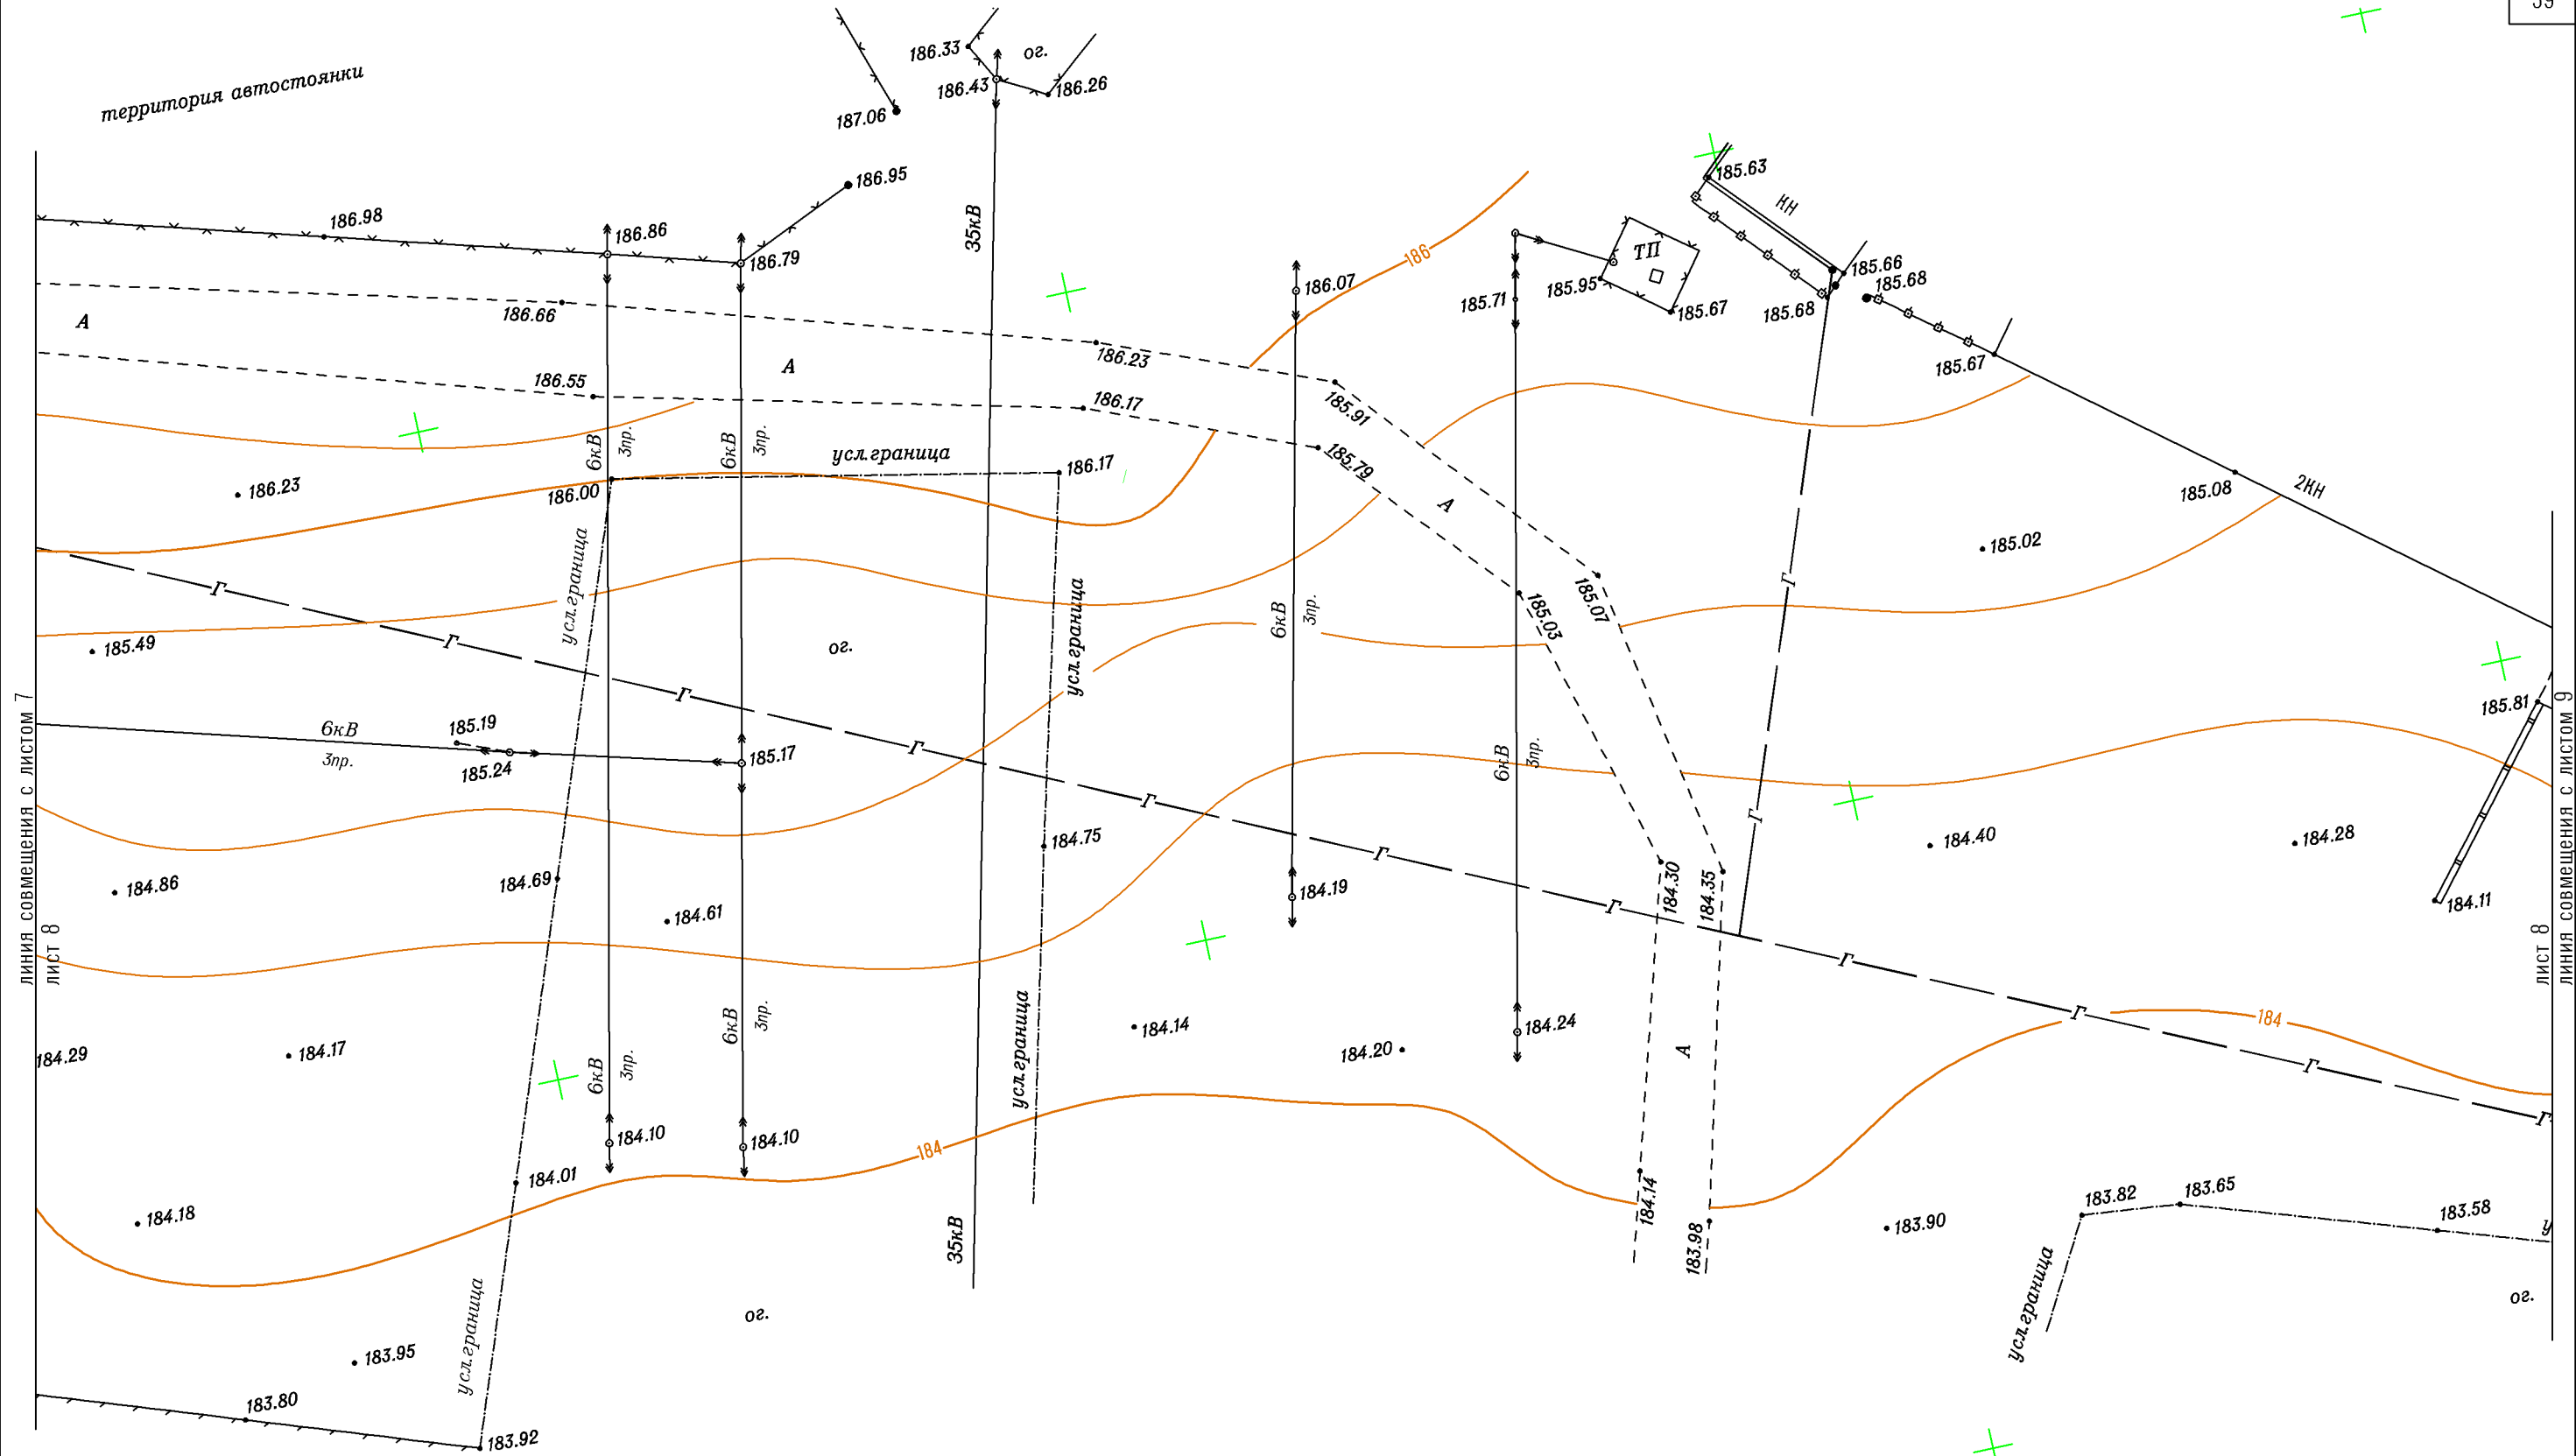 59
186.33
ог.
186.43
186.26
территория автостоянки
187.06
186.95
185.63
КН
186.98
186.86
186.79
35кВ
186
ТП
186.07
185.71
185.95
185.67
185.66
185.68
185.68
186.66
А
186.23
185.67
А
186.55
186.17
185.91
6кВ
3пр.
6кВ
3пр.
усл.граница
186.17
185.79
186.23
186.00
А
185.08
2КН
185.02
усл.граница
Г
Г
185.49
Г
ог.
усл.граница
6кВ
3пр.
185.03
185.07
Г
185.81
6кВ
3пр.
185.19
185.24
185.17
Г
6кВ
3пр.
Г
Г
184.75
Г
184.40
184.28
184.86
184.69
184.61
184.19
184.30
184.35
Г
184.11
линия совмещения с листом 7
лист 8
лист 8
линия совмещения с листом 9
Г
184.29
184.17
6кВ
3пр.
6кВ
3пр.
усл.граница
184.14
184.20
184.24
А
Г
184
Г
184.10
184.10
184
Г
184.01
184.18
35кВ
184.14
183.98
183.90
183.82
183.65
183.58
у
усл.граница
усл.граница
ог.
ог.
183.95
183.80
183.92